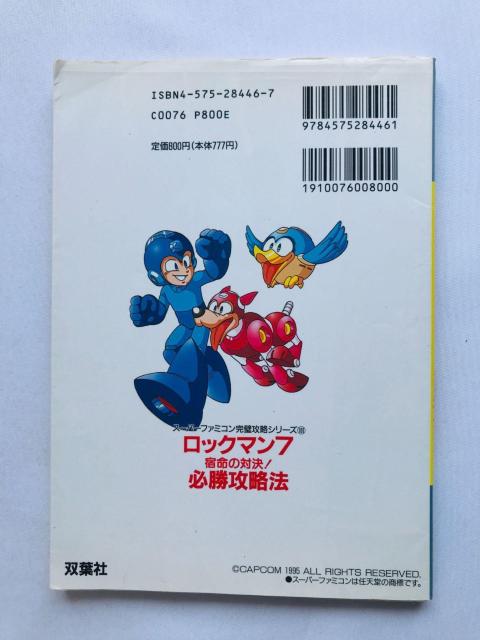 ISBN4-575-28446-7
C0076 P800E
定価800円(本体777円)
9784575284461
1910076008000
スーパーファミコン完璧攻略シリーズ
ロックマン7
宿命の対決!
必勝攻略法
双葉社
©CAPCOM 1995 ALL RIGHTS RESERVED.
●スーパーファミコンは任天堂の商標です。